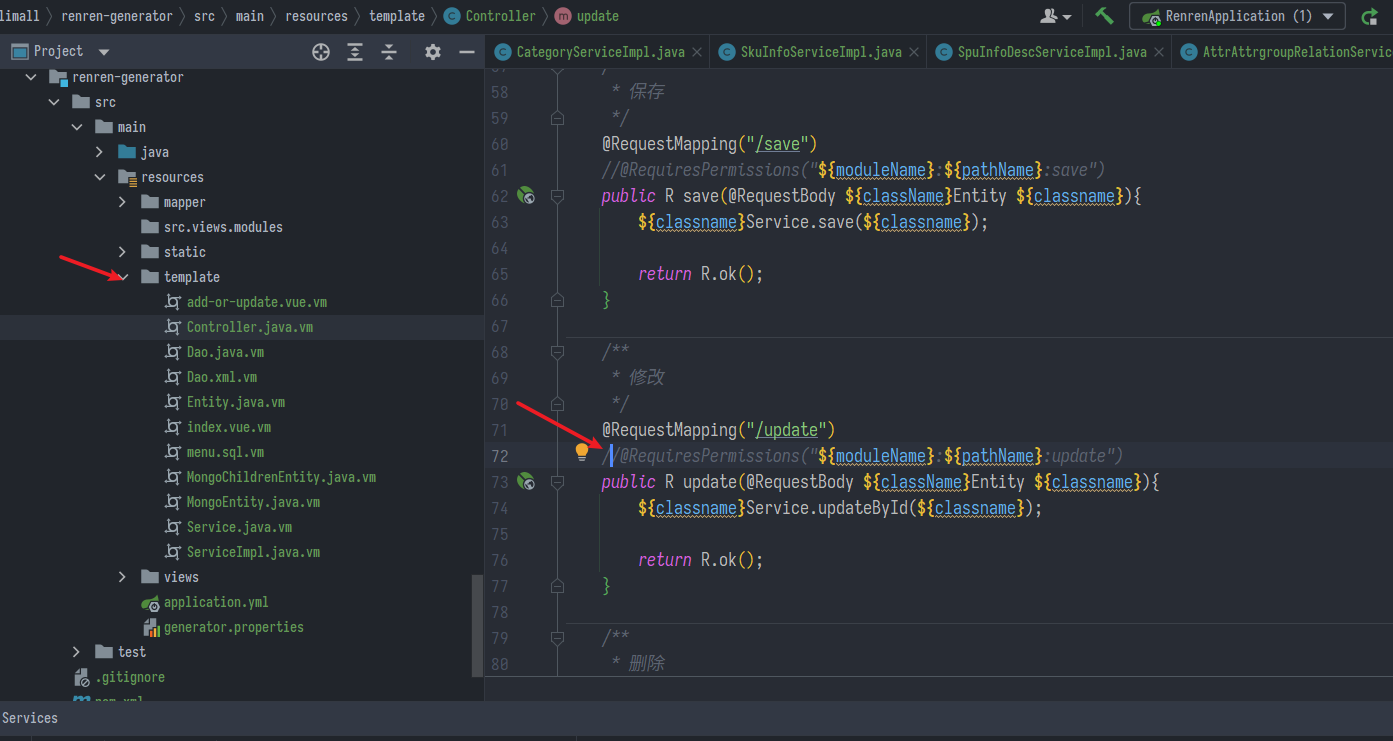 limall renren-generator src main resources template Controller update
RenrenApplication (1)
Project
CategoryServiceImpl.java SkuInfoServiceImpl.java SpuInfoDescServiceImpl.java AttrAttrgroupRelationServic
renren-generator
src
main
java
resources
mapper
src.views.modules
static
template
add-or-update.vue.vm
Controller.java.vm
Dao.java.vm
Dao.xml.vm
Entity.java.vm
index.vue.vm
menu.sql.vm
MongoChildrenEntity.java.vm
MongoEntity.java.vm
Service.java.vm
ServiceImpl.java.vm
views
application.yml
generator.properties
test
.gitignore
58 * 保存
59 */
60 @RequestMapping("/save")
61 //@RequiresPermissions("${moduleName}:${pathName}:save")
62 public R save(@RequestBody ${className}Entity ${classname}){
63 ${classname}Service.save(${classname});
64
65 return R.ok();
66 }
67
68 /**
69 * 修改
70 */
71 @RequestMapping("/update")
72 //@RequiresPermissions("${moduleName}:${pathName}:update")
73 public R update(@RequestBody ${className}Entity ${classname}){
74 ${classname}Service.updateById(${classname});
75
76 return R.ok();
77 }
78
79 /**
80 * 删除
Services